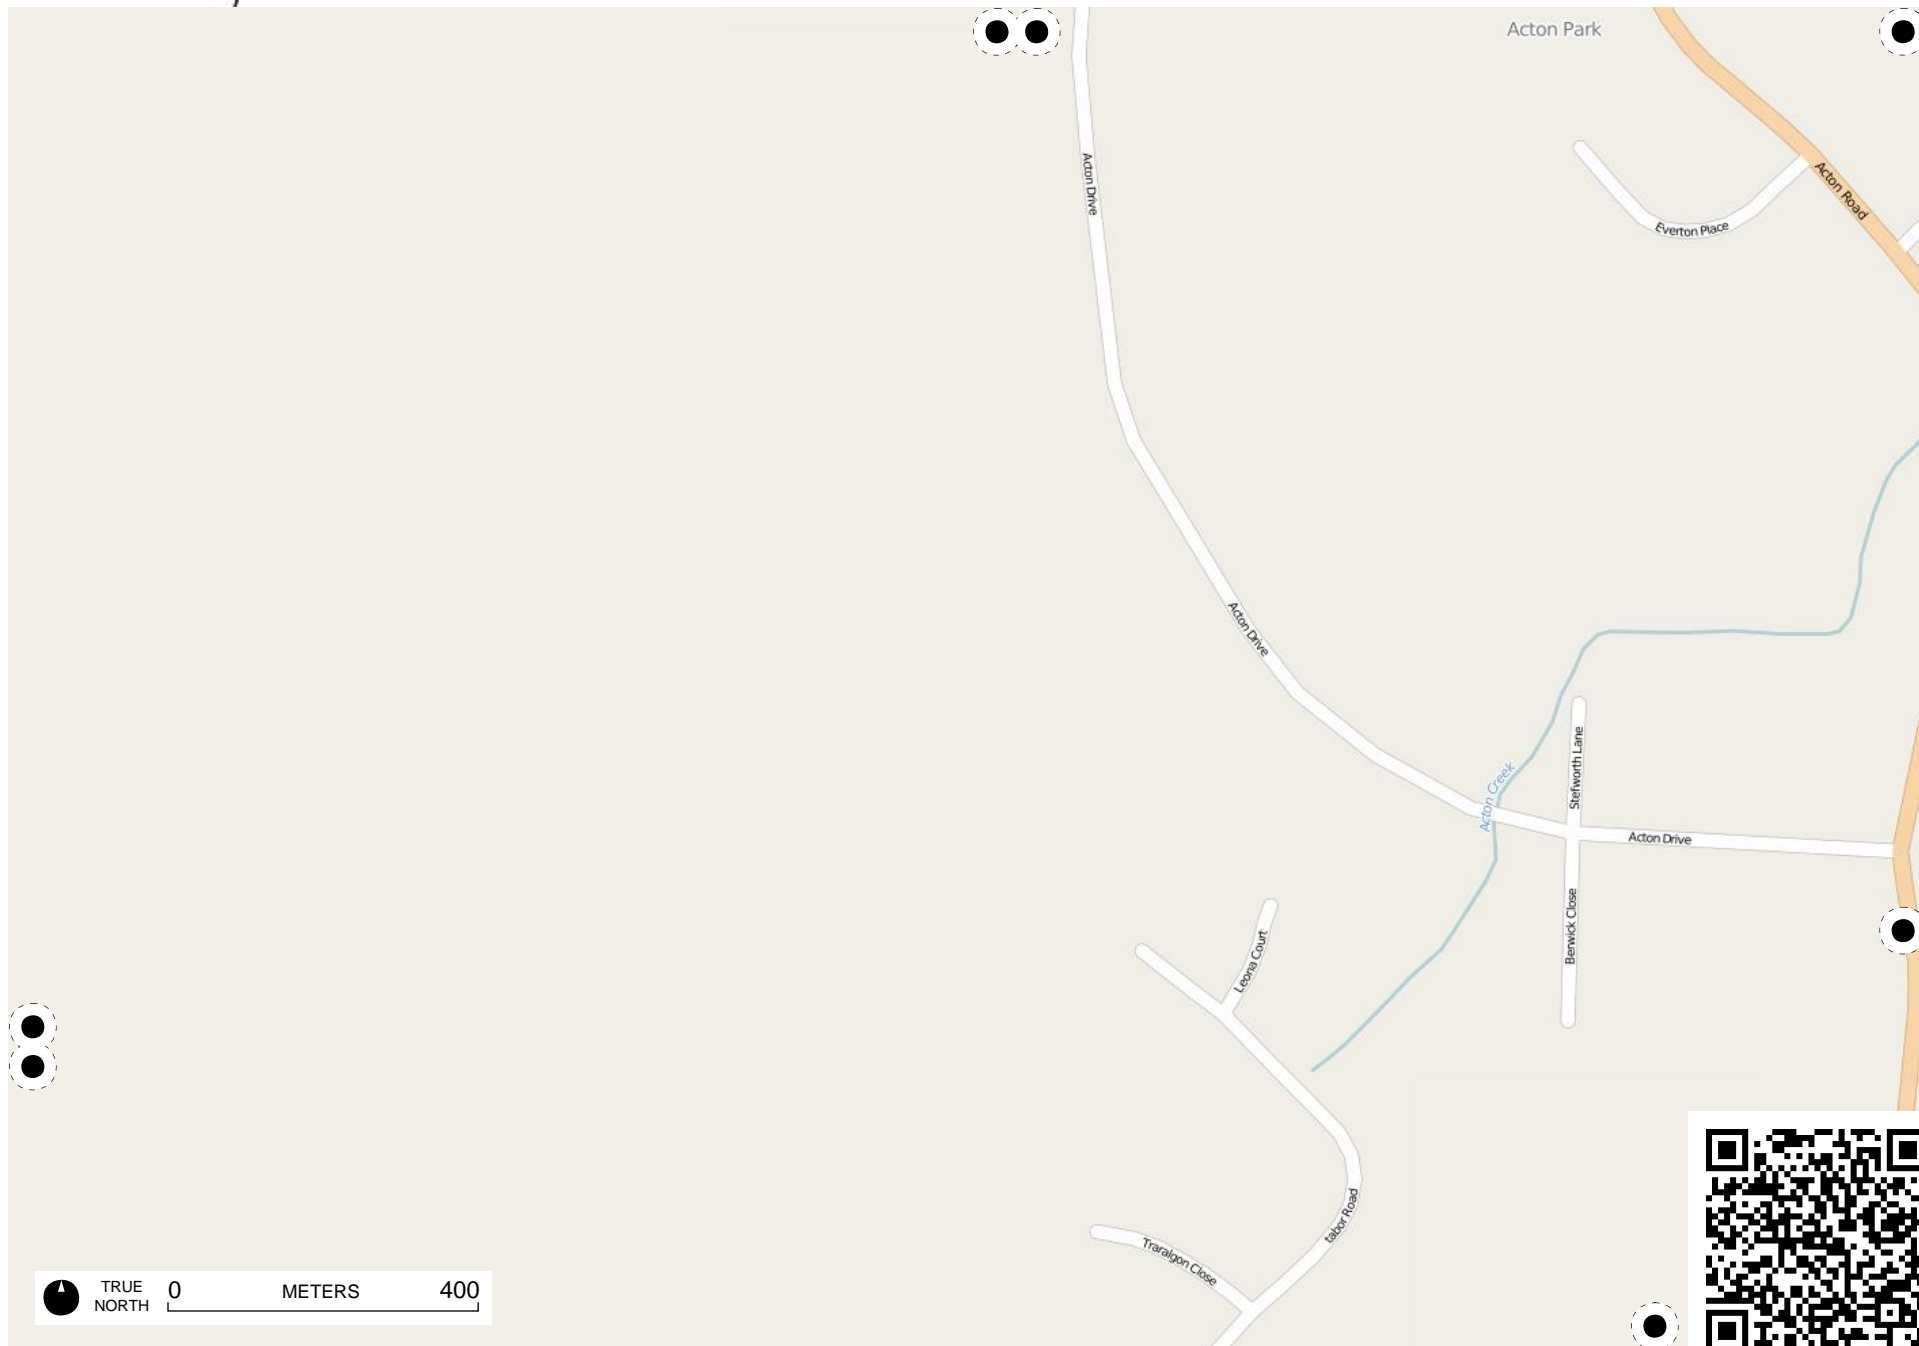 Acton Park
Acton Drive
Acton Road
Everton Place
Acton Drive
Stefworth Lane
Acton Creek
Acton Drive
Berwick Close
Leona Court
tabor Road
Traralgon Close
TRUE
NORTH
0 METERS 400